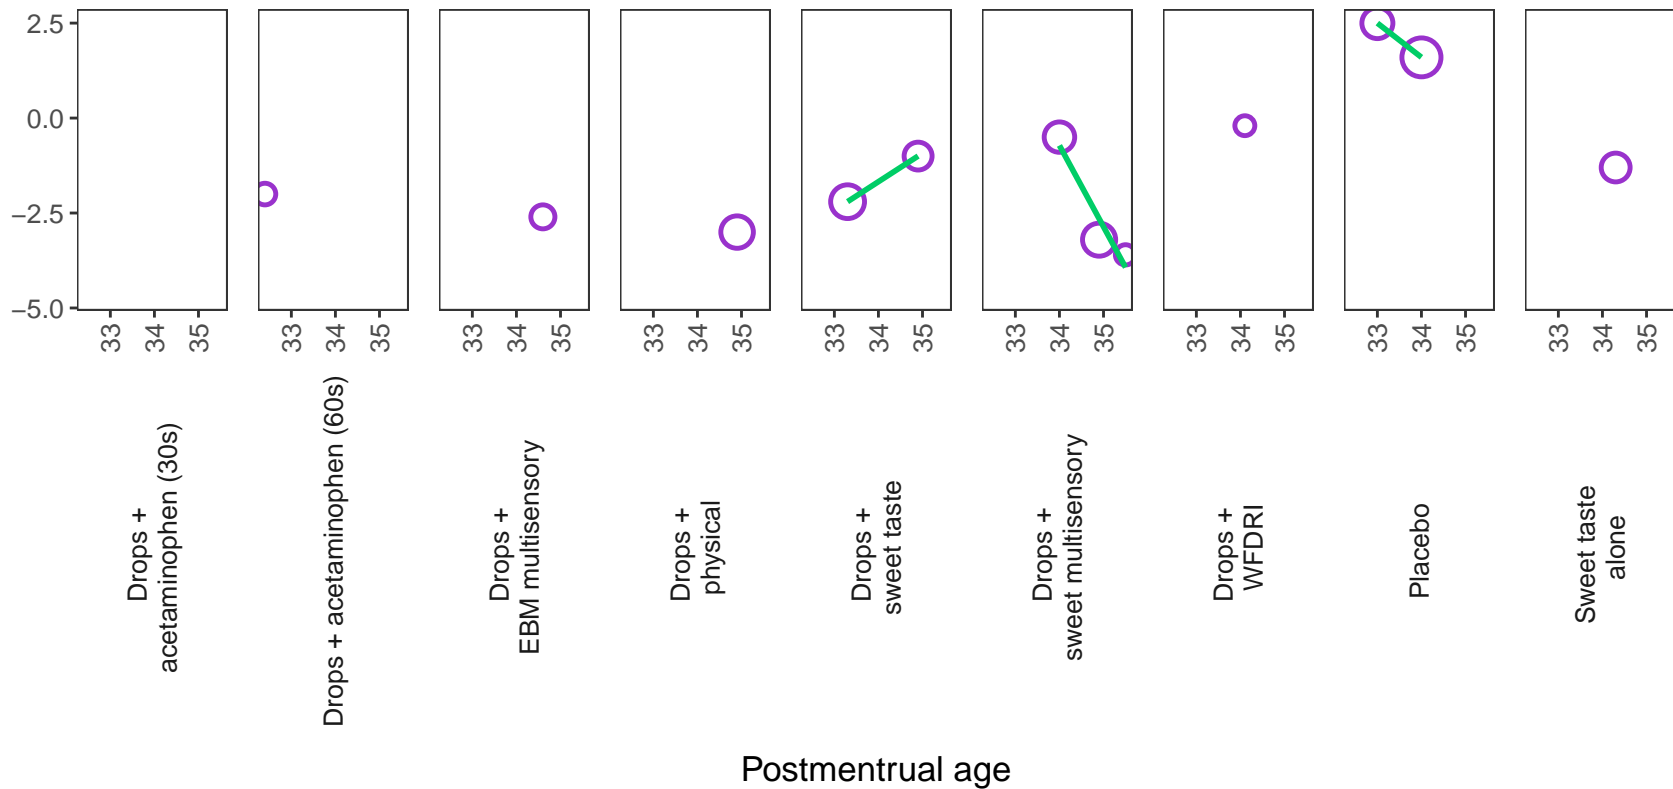 2.5
0.0
−2.5
−5.0
33 34 35 33 34 35 33 34 35 33 34 35 33 34 35 33 34 35 33 34 35 33 34 35 33 34 35
Drops +
acetaminophen (30s)
Drops + acetaminophen (60s)
Drops +
EBM multisensory
Drops +
physical
Drops +
sweet taste
Drops +
sweet multisensory
Drops +
WFDRI
Placebo
Sweet taste
alone
Postmentrual age